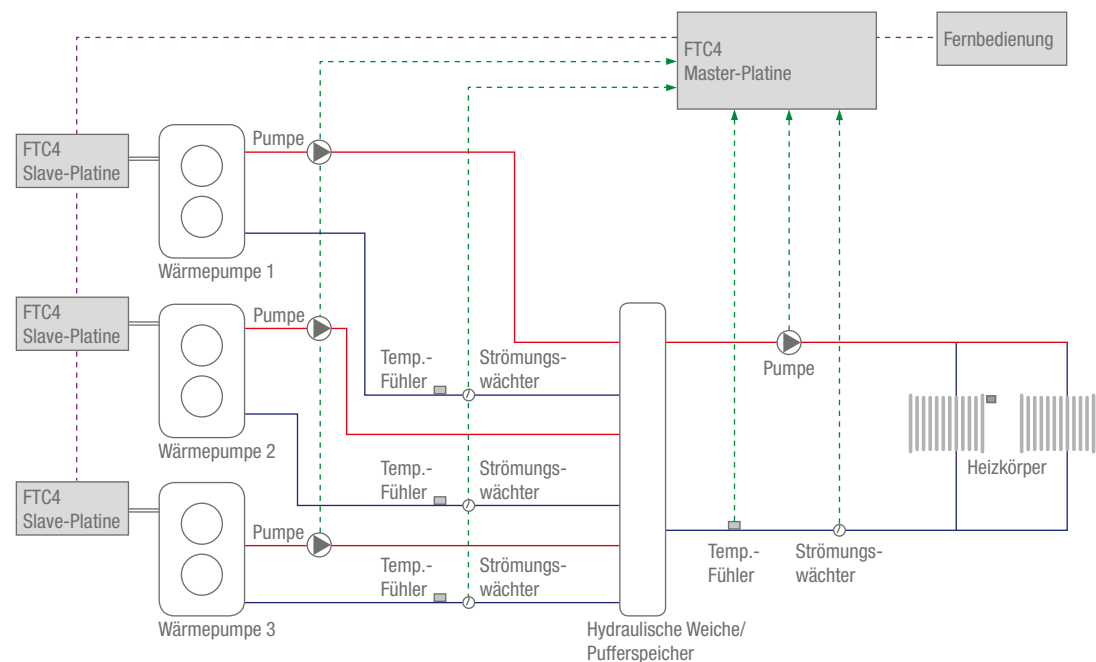 FTC4
Master-Platine
Fernbedienung
FTC4
Slave-Platine
Pumpe
Wärmepumpe 1
FTC4
Slave-Platine
Pumpe
Wärmepumpe 2
Temp.-
Fühler
Strömungs-
wächter
Pumpe
Heizkörper
Temp.-
Fühler
Strömungs-
wächter
FTC4
Slave-Platine
Pumpe
Wärmepumpe 3
Temp.-
Fühler
Strömungs-
wächter
Temp.-
Fühler
Strömungs-
wächter
Hydraulische Weiche/
Pufferspeicher